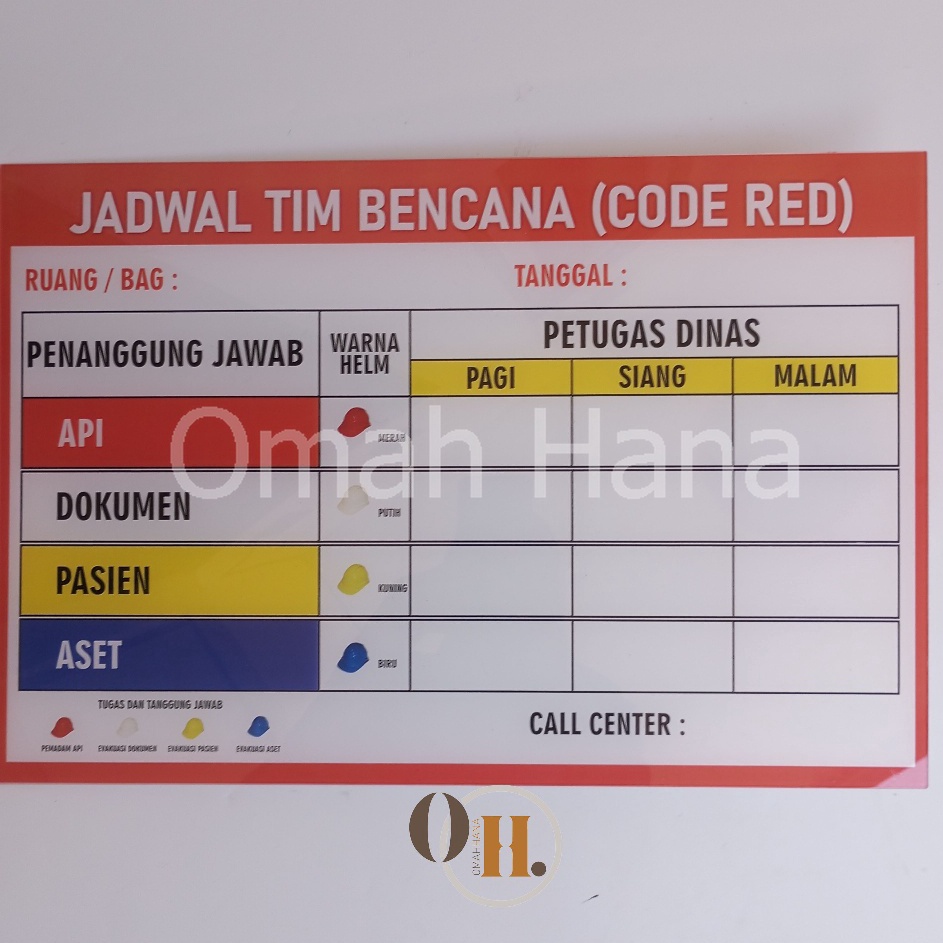 JADWAL TIM BENCANA (CODE RED)
RUANG / BAG :
TANGGAL :
PENANGGUNG JAWAB
WARNA
HELM
PETUGAS DINAS
PAGI
SIANG
MALAM
API
MERAH
Omah Hana
DOKUMEN
PUTIH
PASIEN
KUNING
ASET
BIRU
TUGAS DAN TANGGUNG JAWAB
PEMADAM API
EVAKUASI DOKUMEN
EVAKUASI PASIEN
EVAKUASI ASET
CALL CENTER :
OH.
OMAH HANA